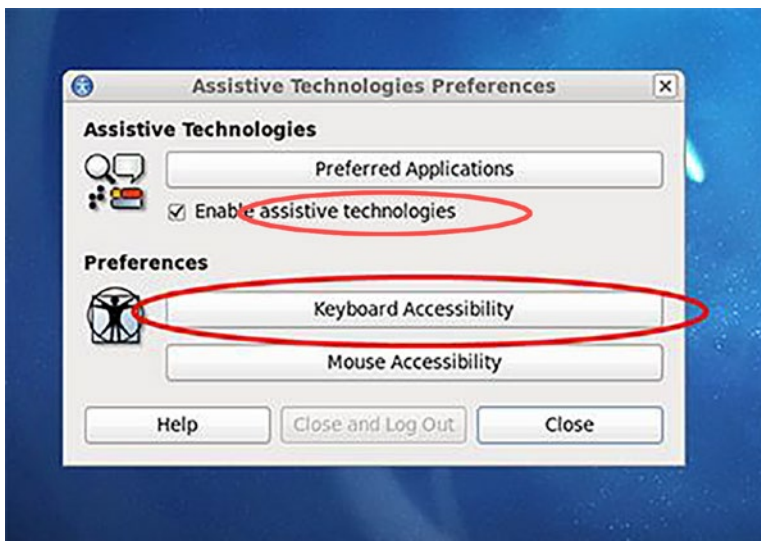 Assistive Technologies Preferences
Assistive Technologies
Preferred Applications
Enable assistive technologies
Preferences
Keyboard Accessibility
Mouse Accessibility
Help
Close and Log Out
Close